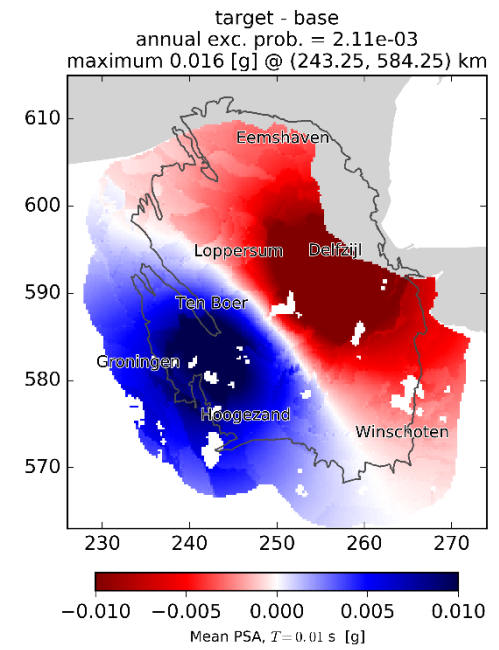 target - base
annual exc. prob. = 2.11e-03
maximum 0.016 [g] @ (243.25, 584.25) km
610
Eemshaven
600
Loppersum Delfzijl
590
Ten Boer
Groningen
580
Hoogezand
Winschoten
570
230 240 250 260 270
−0.010 −0.005 0.000 0.005 0.010
Mean PSA, T = 0.01 s [g]